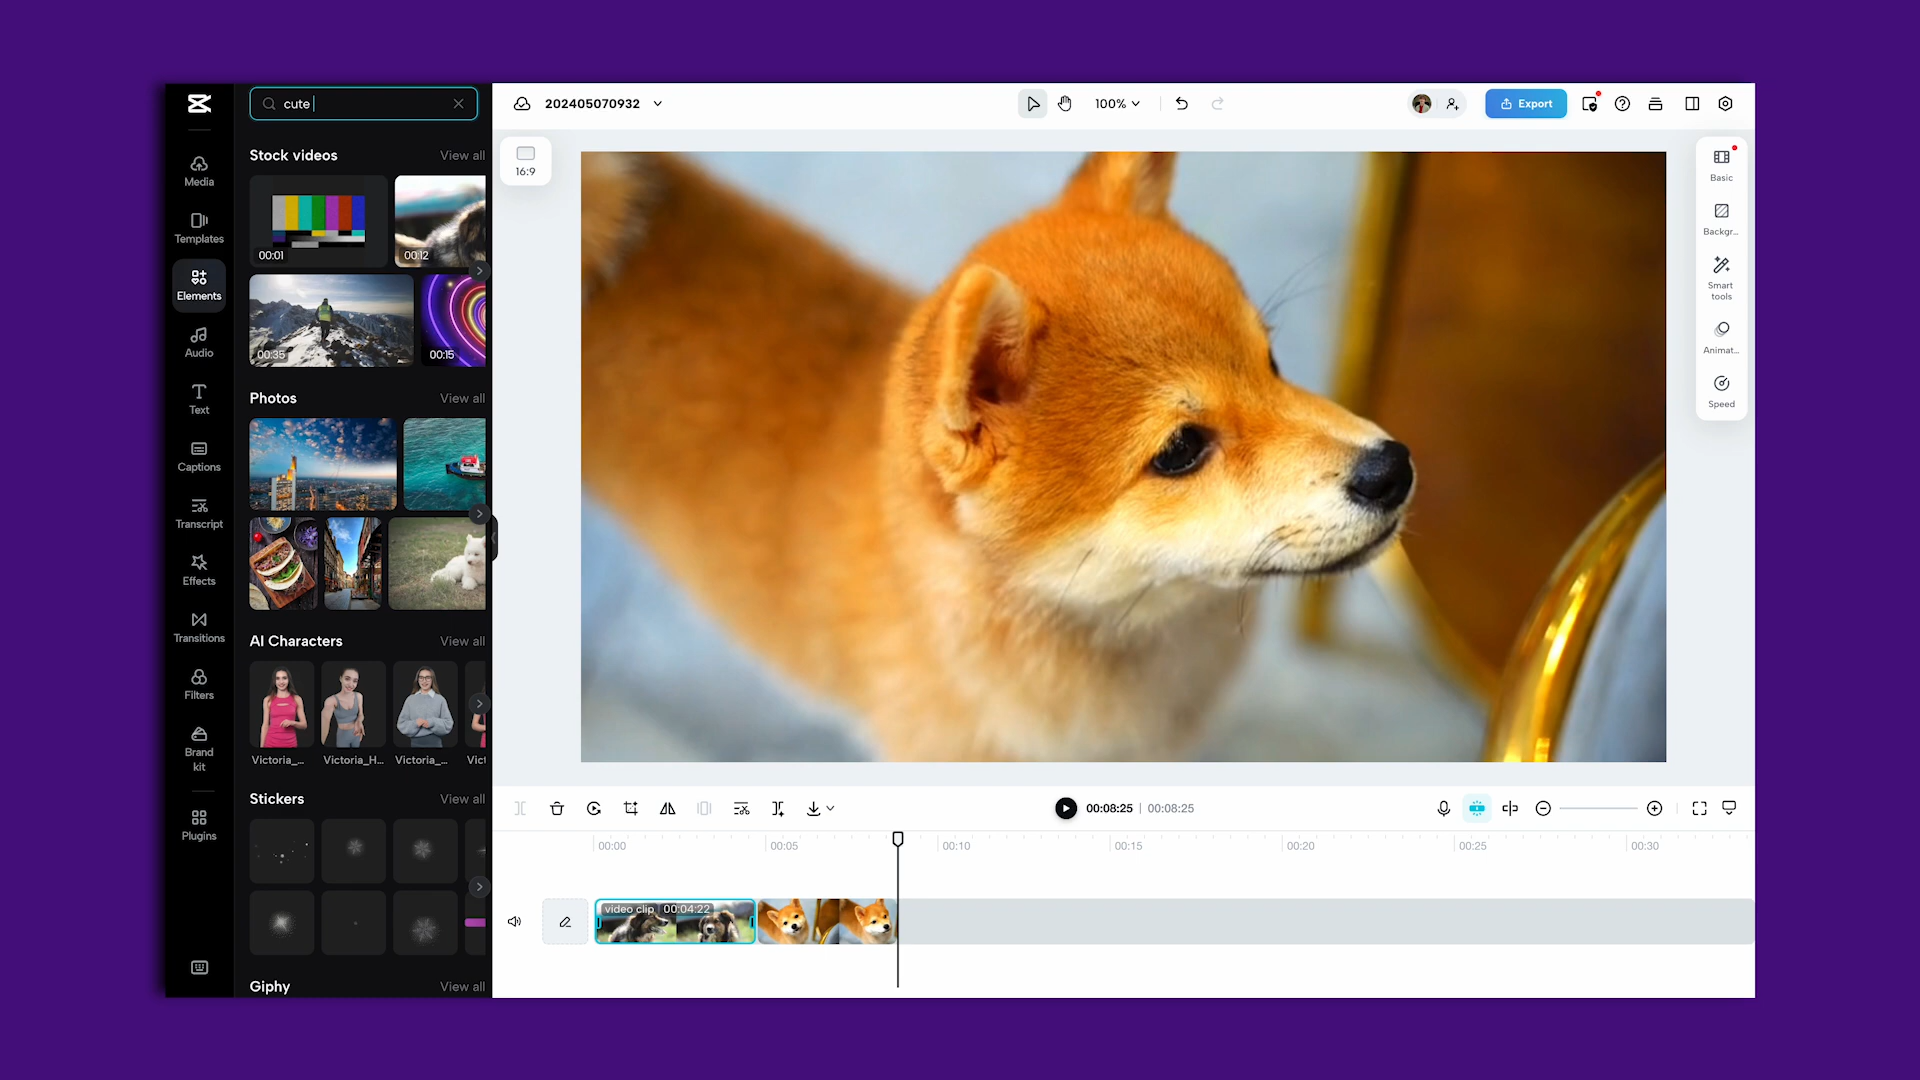 cute
202405070932
100%
Export
Media
Templates
Elements
Audio
Text
Captions
Transcript
Effects
Transitions
Filters
Brand
kit
Plugins
Stock videos
View all
00:01
00:12
00:35
00:15
Photos
View all
AI Characters
View all
Victoria_...
Victoria_H...
Victoria_...
Vict
Stickers
View all
Giphy
View all
16:9
Basic
Backgr...
Smart
tools
Animat...
Speed
00:08:25 | 00:08:25
00:00
00:05
00:10
00:15
00:20
00:25
00:30
video clip 00:04:22